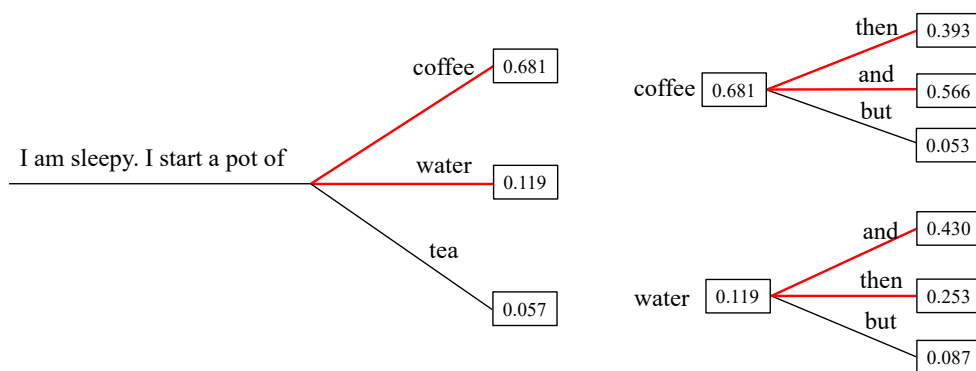 coffee
0.681
water
0.119
I am sleepy. I start a pot of
tea
0.057
then
0.393
coffee
0.681
and
0.566
but
0.053
and
0.430
water
0.119
then
0.253
but
0.087